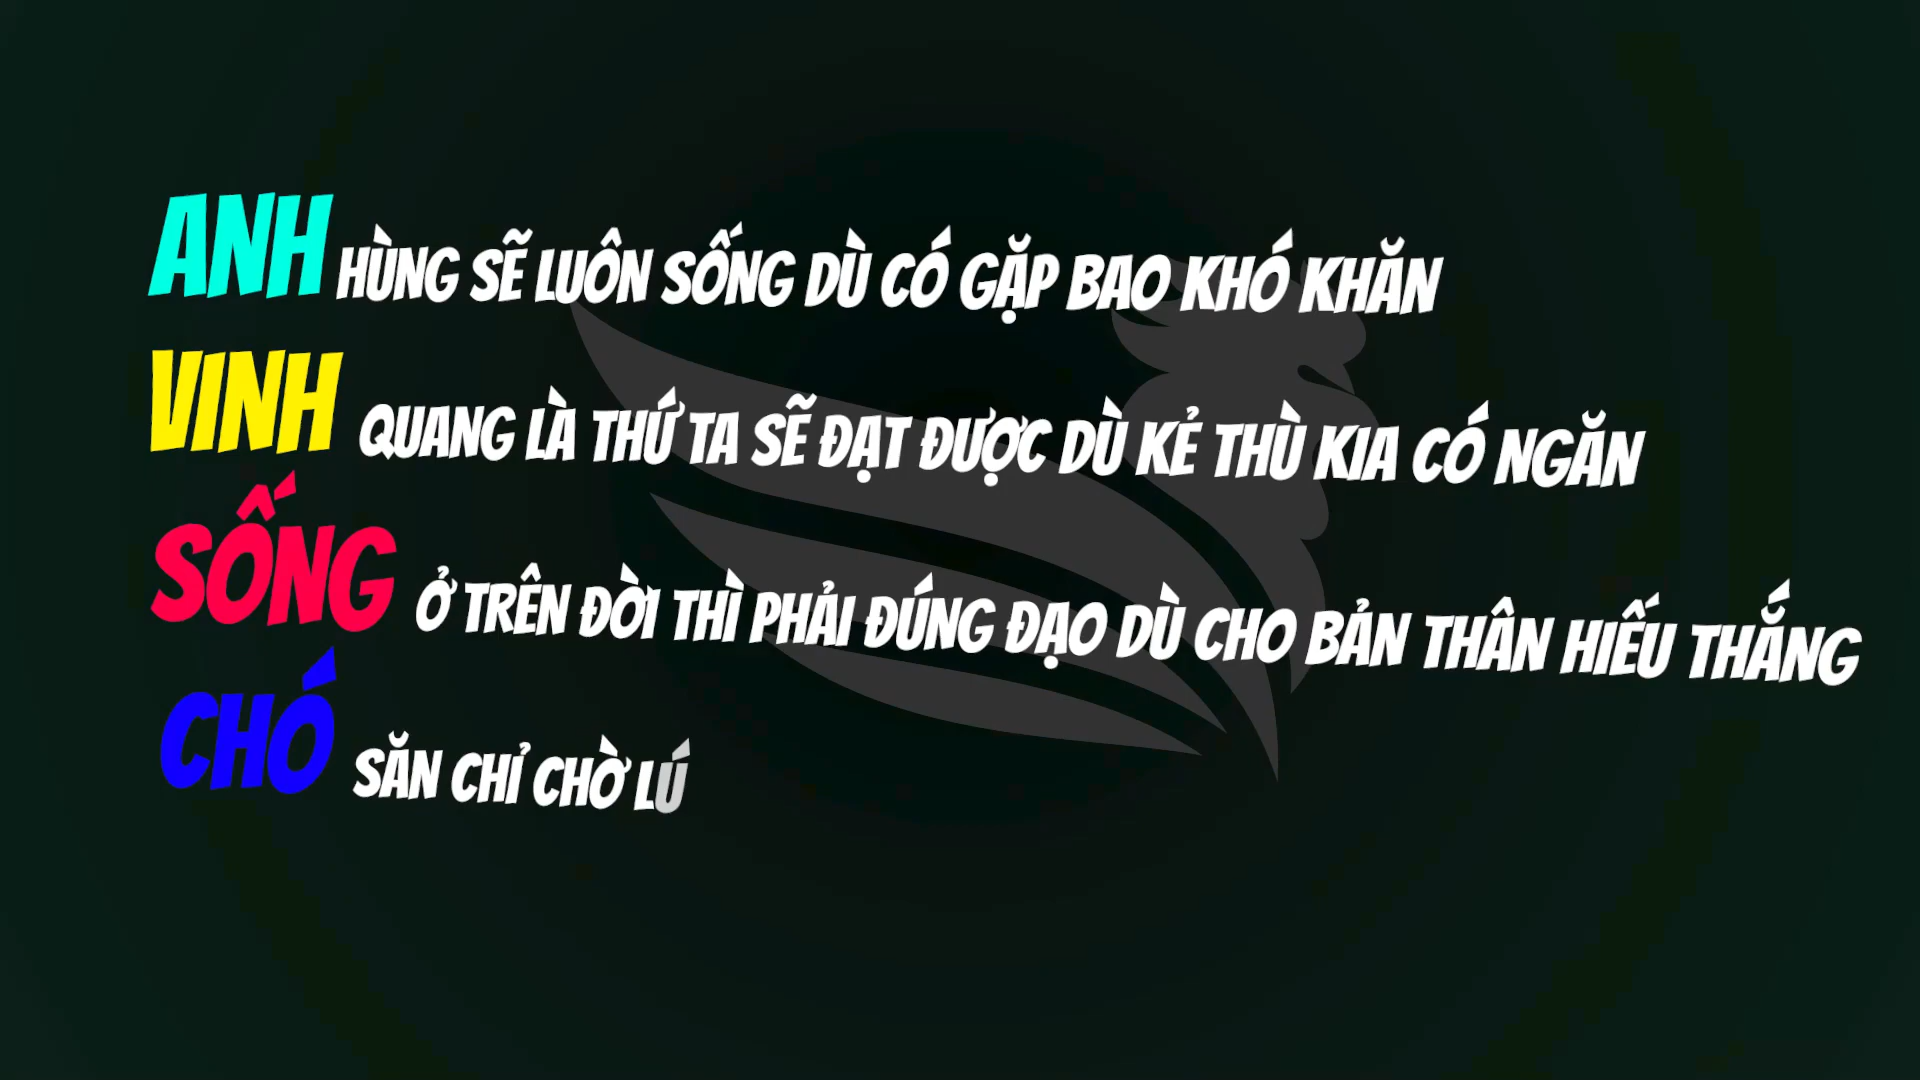 ANH HÙNG SẼ LUÔN SỐNG DÙ CÓ GẶP BAO KHÓ KHĂN
VINH QUANG LÀ THỨ TA SẼ ĐẠT ĐƯỢC DÙ KẺ THÙ KIA CÓ NGĂN
SỐNG Ở TRÊN ĐỜI THÌ PHẢI ĐÚNG ĐẠO DÙ CHO BẢN THÂN HIẾU THẮNG
CHÓ SĂN CHỈ CHỜ LÚ